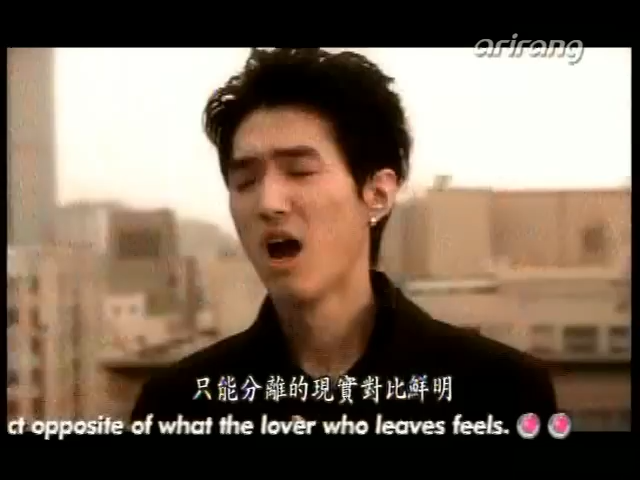 arirang
只能分離的現實對比鮮明
ct opposite of what the lover who leaves feels.